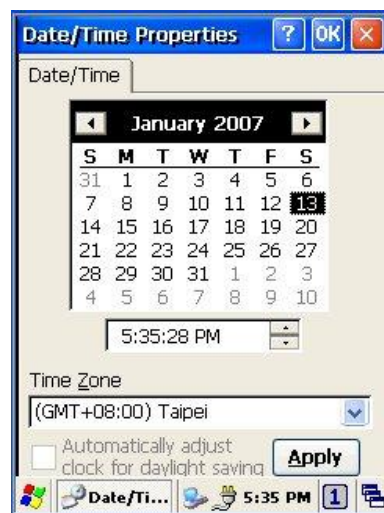 Date/Time Properties ? OK ×
Date/Time
January 2007
S M T W T F S
31 1 2 3 4 5 6
7 8 9 10 11 12 13
14 15 16 17 18 19 20
21 22 23 24 25 26 27
28 29 30 31 1 2 3
4 5 6 7 8 9 10
5:35:28 PM
Time Zone
(GMT+08:00) Taipei
Automatically adjust
clock for daylight saving
Apply
Date/Ti... 5:35 PM 1